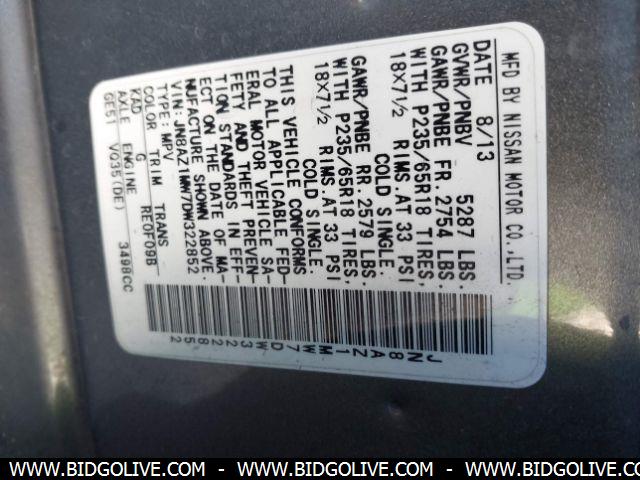 MFD BY NISSAN MOTOR CO.,LTD.
DATE 8/13
GVWR/PNBV 5287 LBS.
GAWR/PNBE FR. 2754 LBS.
WITH P235/65R18 TIRES,
18X7½ RIMS.AT 33 PSI
COLD SINGLE.
GAWR/PNBE RR. 2579 LBS.
WITH P235/65R18 TIRES,
18X7½ RIMS.AT 33 PSI
COLD SINGLE.
THIS VEHICLE CONFORMS
TO ALL APPLICABLE FED-
ERAL MOTOR VEHICLE SA-
FETY AND THEFT PREVEN-
TION STANDARDS IN EFF-
ECT ON THE DATE OF MA-
NUFACTURE SHOWN ABOVE.
VIN:JN8AZ1MW7DW322852
TYPE:MPV
COLOR TRIM TRANS
KAD G RE0F09B
AXLE ENGINE
GE51 VQ35(DE) 3498CC
JN8AZ1MW7DW322852
WWW.BIDGOLIVE.COM - WWW.BIDGOLIVE.COM - WWW.BIDGOLIVE.COM